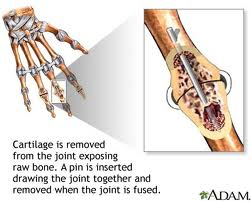 Cartilage is removed
from the joint exposing
raw bone. A pin is inserted
drawing the joint together and
removed when the joint is fused.
ADAM